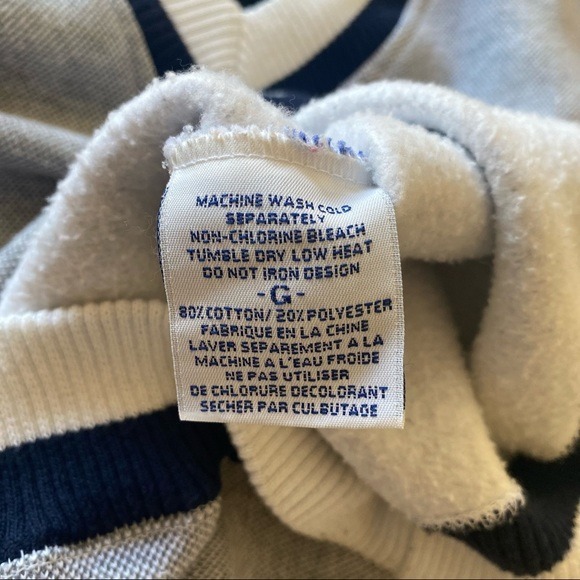 MACHINE WASH COLD
SEPARATELY
NON-CHLORINE BLEACH
TUMBLE DRY LOW HEAT
DO NOT IRON DESIGN
-G-
80% COTTON/ 20% POLYESTER
FABRIQUE EN LA CHINE
LAVER SEPAREMENT A LA
MACHINE A L'EAU FROIDE
NE PAS UTILISER
DE CHLORURE DECOLORANT
SECHER PAR CULBUTAGE